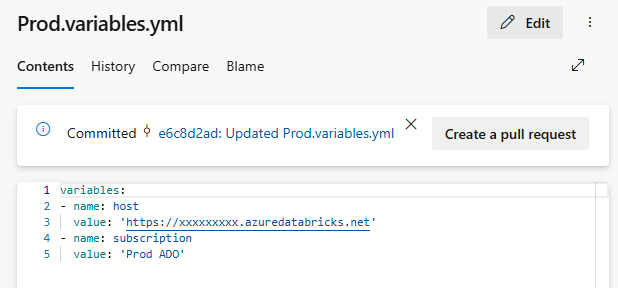 Prod.variables.yml
Edit
Contents History Compare Blame
Committed e6c8d2ad: Updated Prod.variables.yml
Create a pull request
1 variables:
2 - name: host
3   value: 'https://xxxxxxxxx.azuredatabricks.net'
4 - name: subscription
5   value: 'Prod ADO'